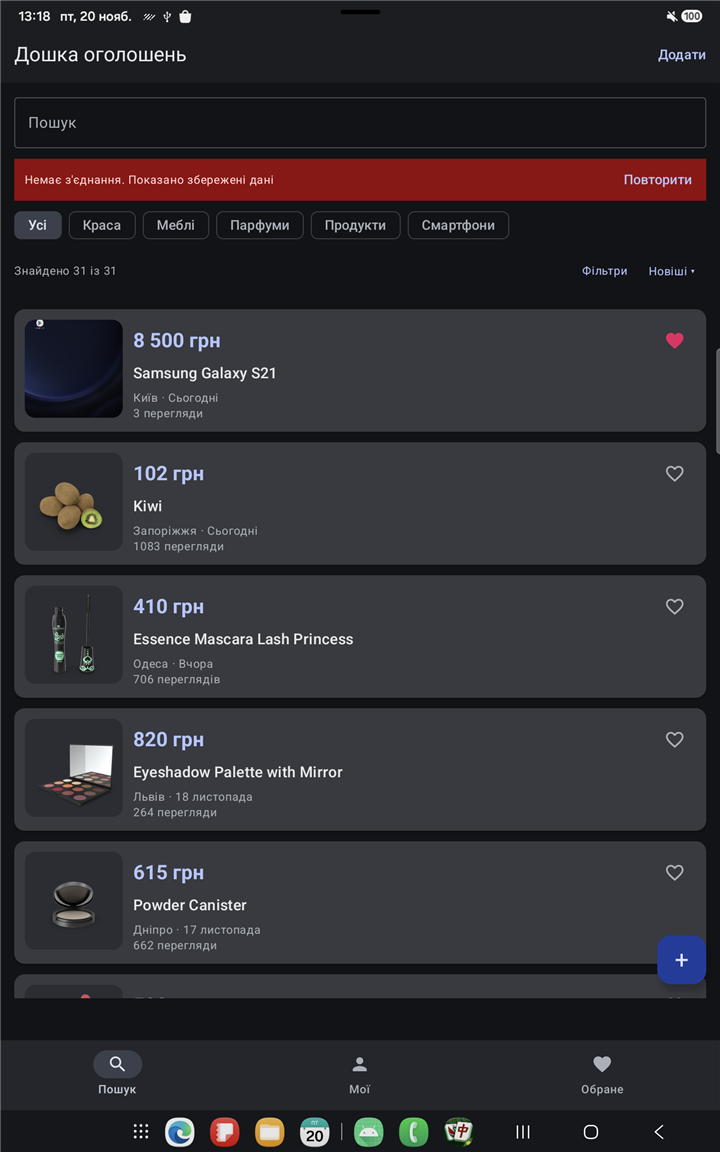 13:18 пт, 20 нояб. 100
Дошка оголошень Додати
Пошук
Немає з'єднання. Показано збережені дані Повторити
Усі Краса Меблі Парфуми Продукти Смартфони
Знайдено 31 із 31 Фільтри Новіші ▾
8 500 грн
Samsung Galaxy S21
Київ · Сьогодні
3 перегляди
102 грн
Kiwi
Запоріжжя · Сьогодні
1083 перегляди
410 грн
Essence Mascara Lash Princess
Одеса · Вчора
706 переглядів
820 грн
Eyeshadow Palette with Mirror
Львів · 18 листопада
264 перегляди
615 грн
Powder Canister
Дніпро · 17 листопада
662 перегляди
+
Пошук Мої Обране
ПТ
20 中